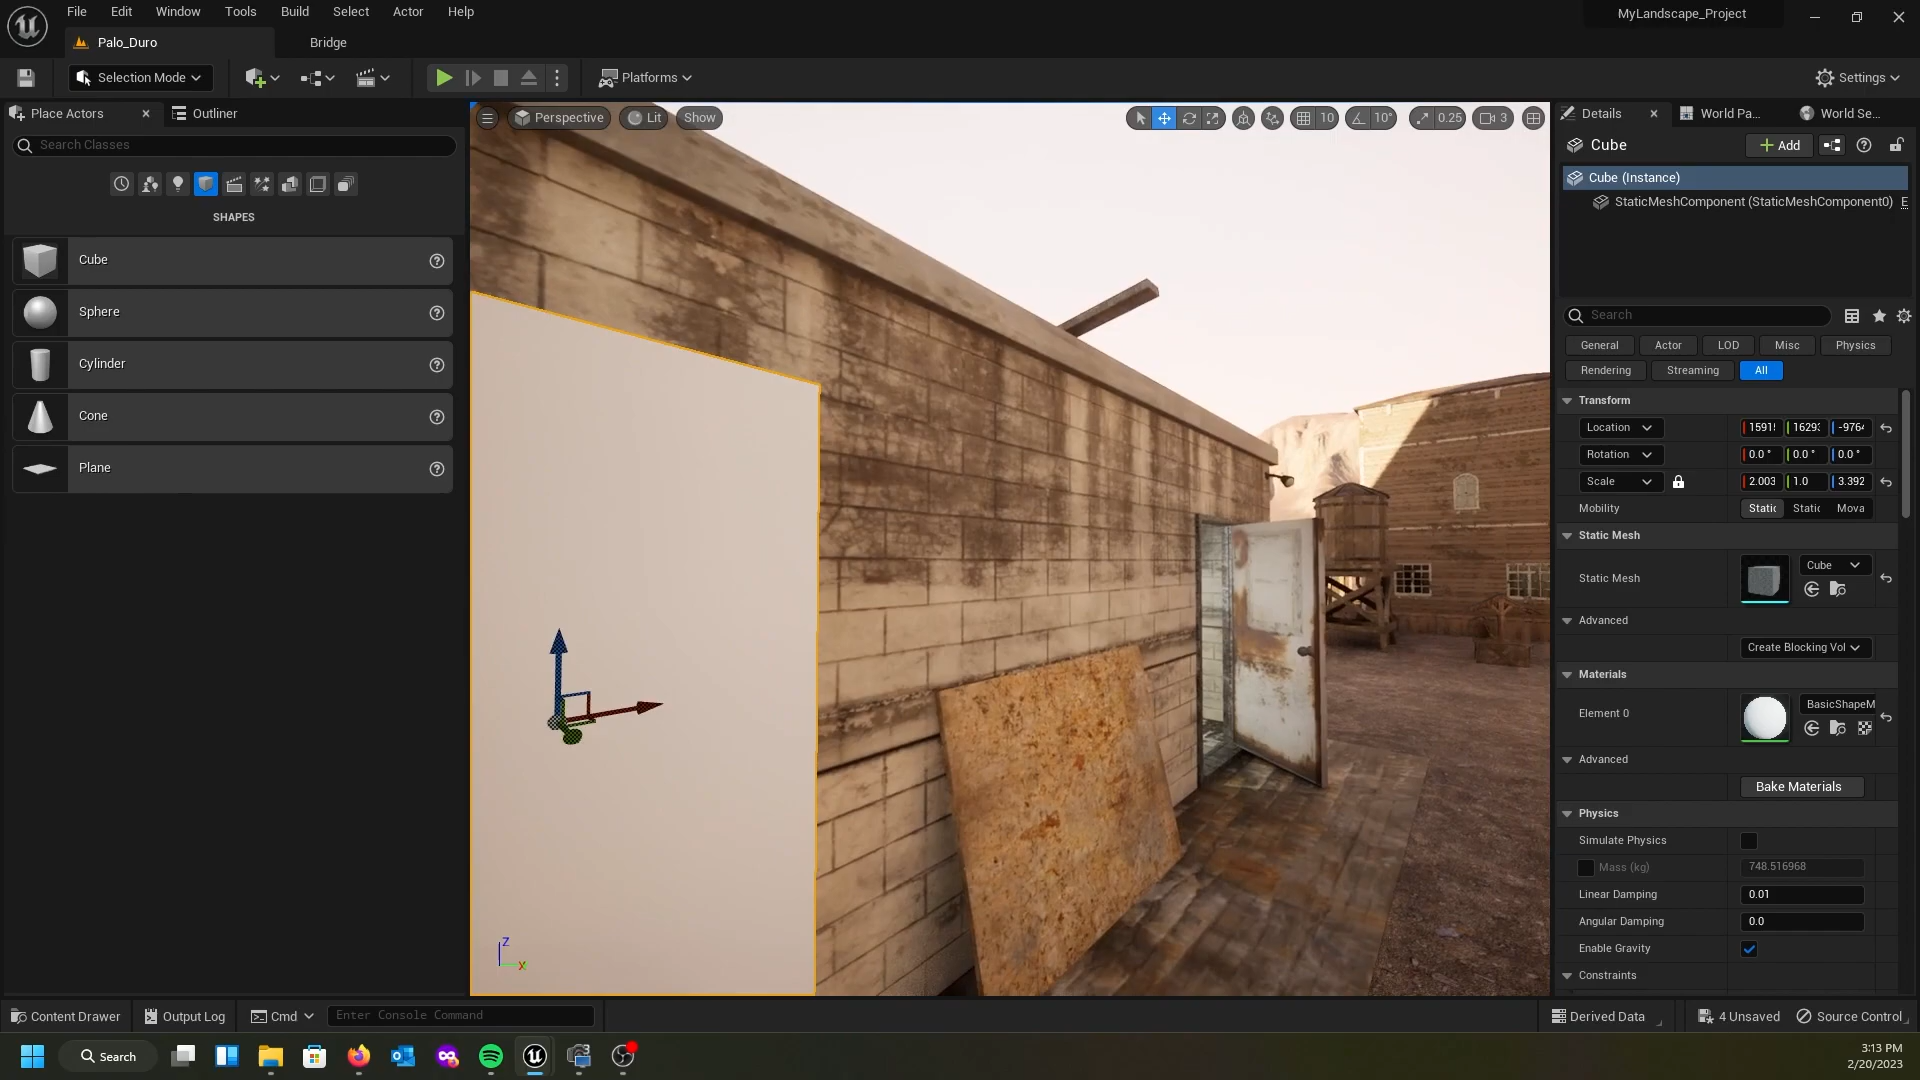 File Edit Window Tools Build Select Actor Help
MyLandscape_Project
Palo_Duro
Bridge
Selection Mode
Platforms
Settings
Place Actors
Outliner
Search Classes
SHAPES
Cube
Sphere
Cylinder
Cone
Plane
Perspective
Lit
Show
10
10°
0.25
3
Z
X
Details
World Pa...
World Se...
Cube
Add
Cube (Instance)
StaticMeshComponent (StaticMeshComponent0)
E
Search
General Actor LOD Misc Physics
Rendering Streaming All
Transform
Location 1591 1629 -976
Rotation 0.0 ° 0.0 ° 0.0 °
Scale 2.003 1.0 3.392
Mobility Static Static Mova
Static Mesh
Static Mesh Cube
Advanced
Create Blocking Vol
Materials
Element 0 BasicShapeM
Advanced
Bake Materials
Physics
Simulate Physics
Mass (kg) 748.516968
Linear Damping 0.01
Angular Damping 0.0
Enable Gravity
Constraints
Content Drawer
Output Log
Cmd
Enter Console Command
Derived Data
4 Unsaved
Source Control
Search
3:13 PM
2/20/2023